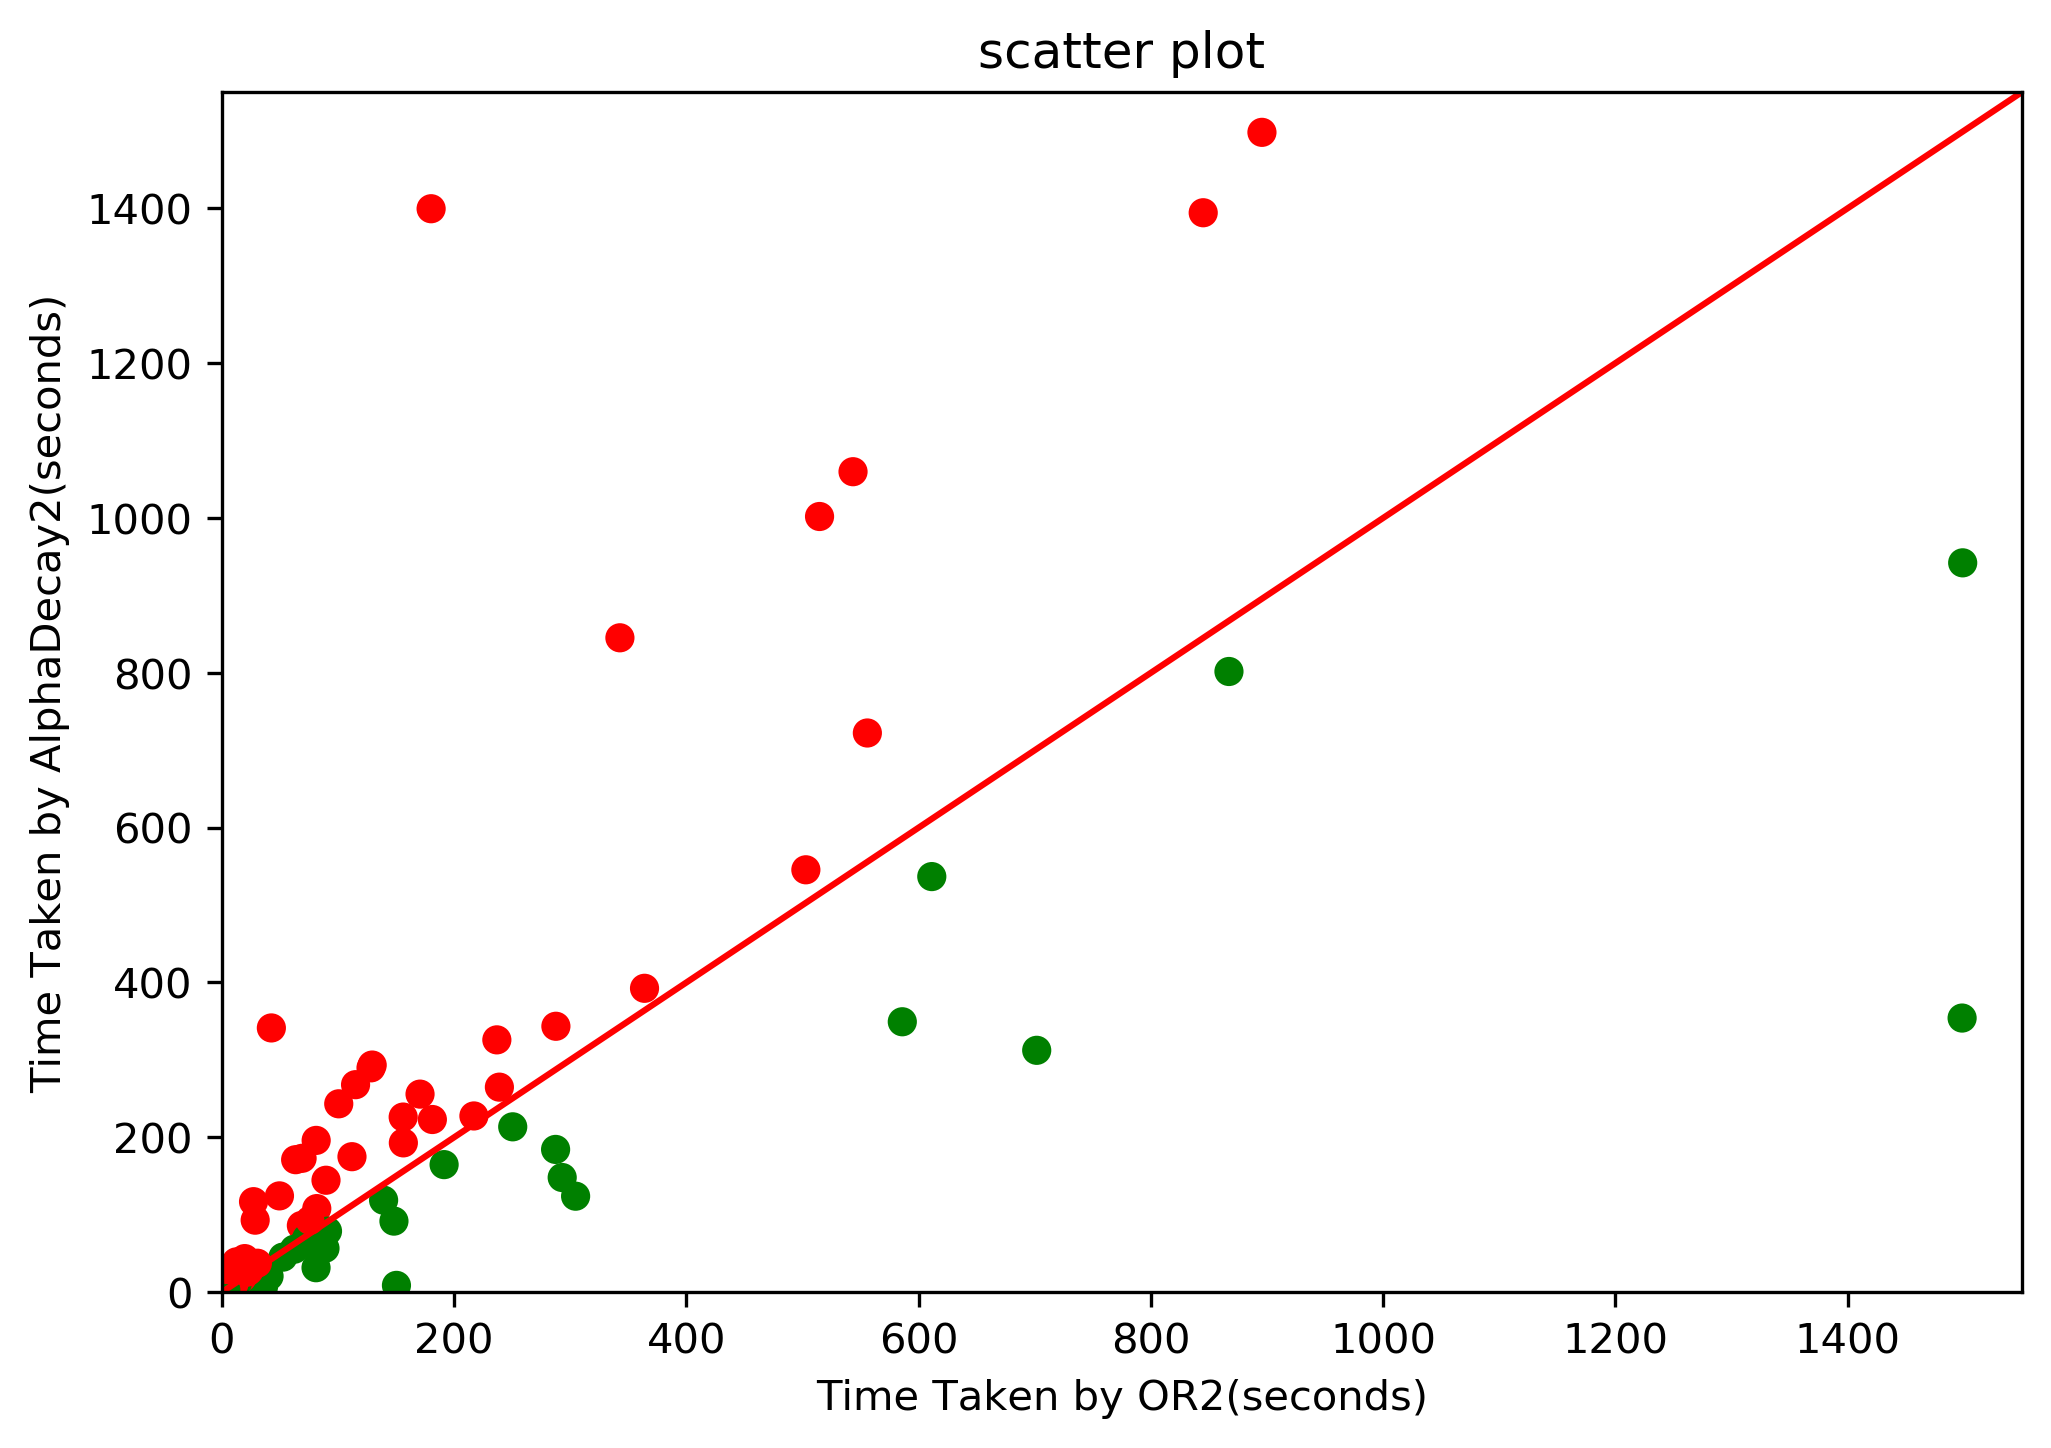 scatter plot
Time Taken by AlphaDecay2(seconds)
1400
1200
1000
800
600
400
200
0
0 200 400 600 800 1000 1200 1400
Time Taken by OR2(seconds)